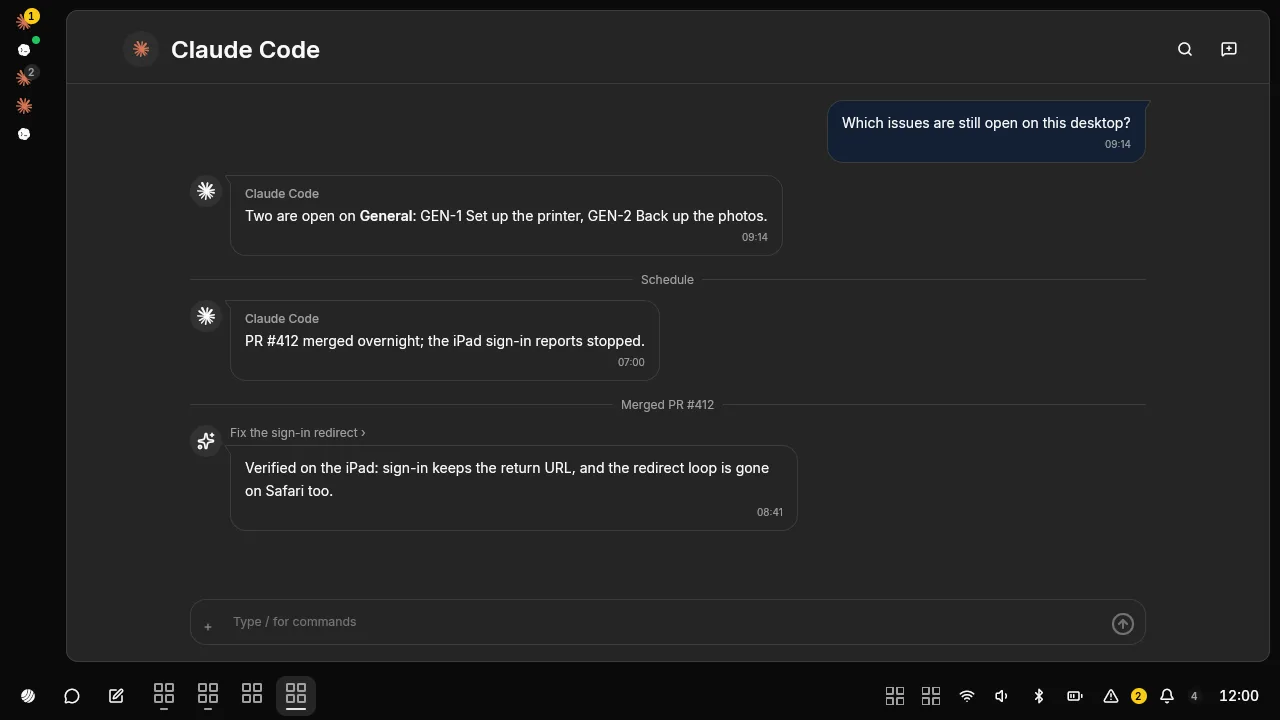 1
2
Claude Code
Which issues are still open on this desktop?
09:14
Claude Code
Two are open on General: GEN-1 Set up the printer, GEN-2 Back up the photos.
09:14
Schedule
Claude Code
PR #412 merged overnight; the iPad sign-in reports stopped.
07:00
Merged PR #412
Fix the sign-in redirect ›
Verified on the iPad: sign-in keeps the return URL, and the redirect loop is gone
on Safari too.
08:41
Type / for commands
2
4
12:00